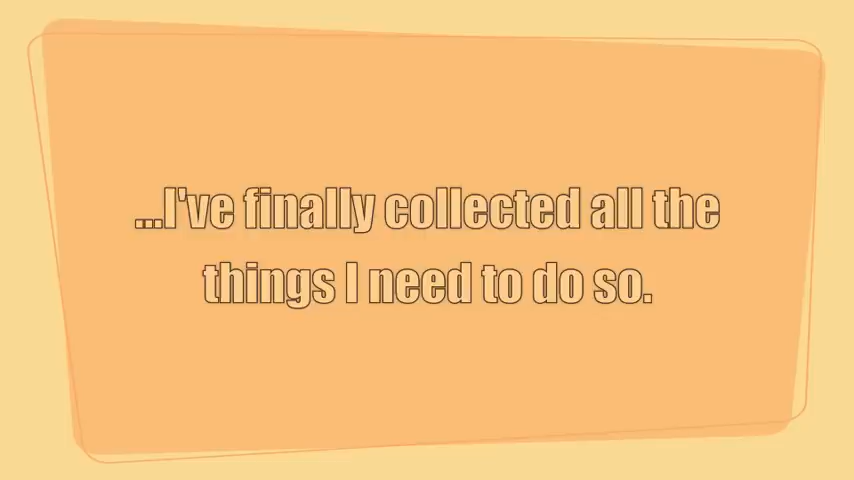 ...I've finally collected all the
things I need to do so.